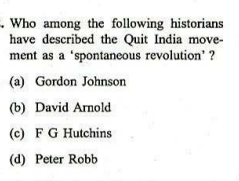 . Who among the following historians
have described the Quit India move-
ment as a 'spontaneous revolution' ?
(a) Gordon Johnson
(b) David Arnold
(c) F G Hutchins
(d) Peter Robb